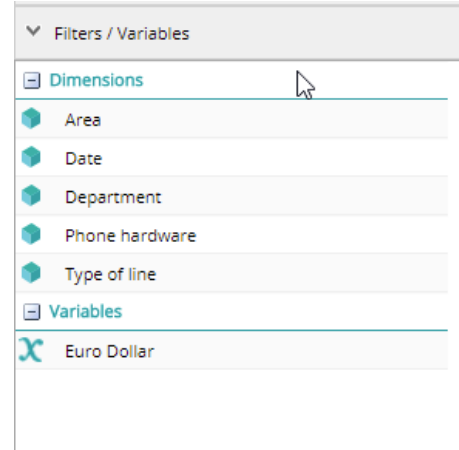 Filters / Variables
Dimensions
Area
Date
Department
Phone hardware
Type of line
Variables
Euro Dollar